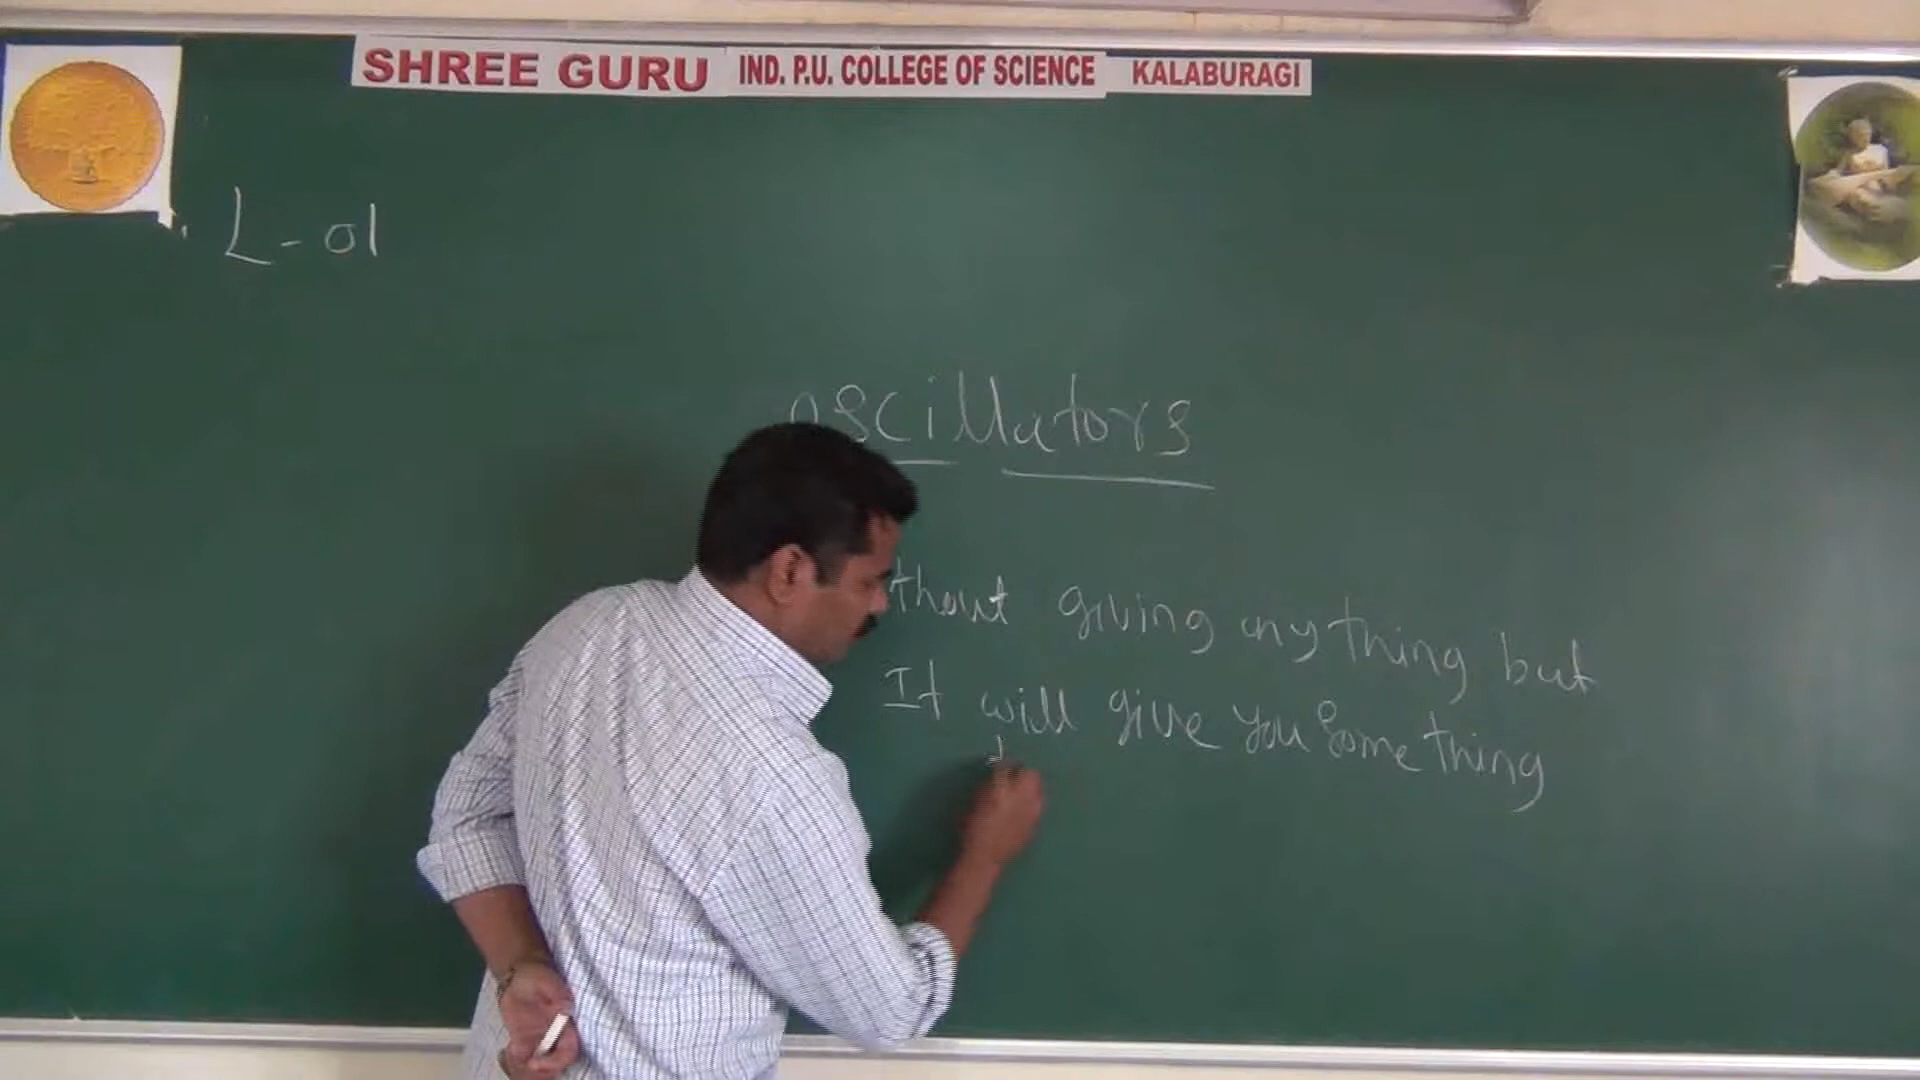 SHREE GURU IND. P.U. COLLEGE OF SCIENCE KALABURAGI
L-01
oscillators
thout giving anything but
It will give you something